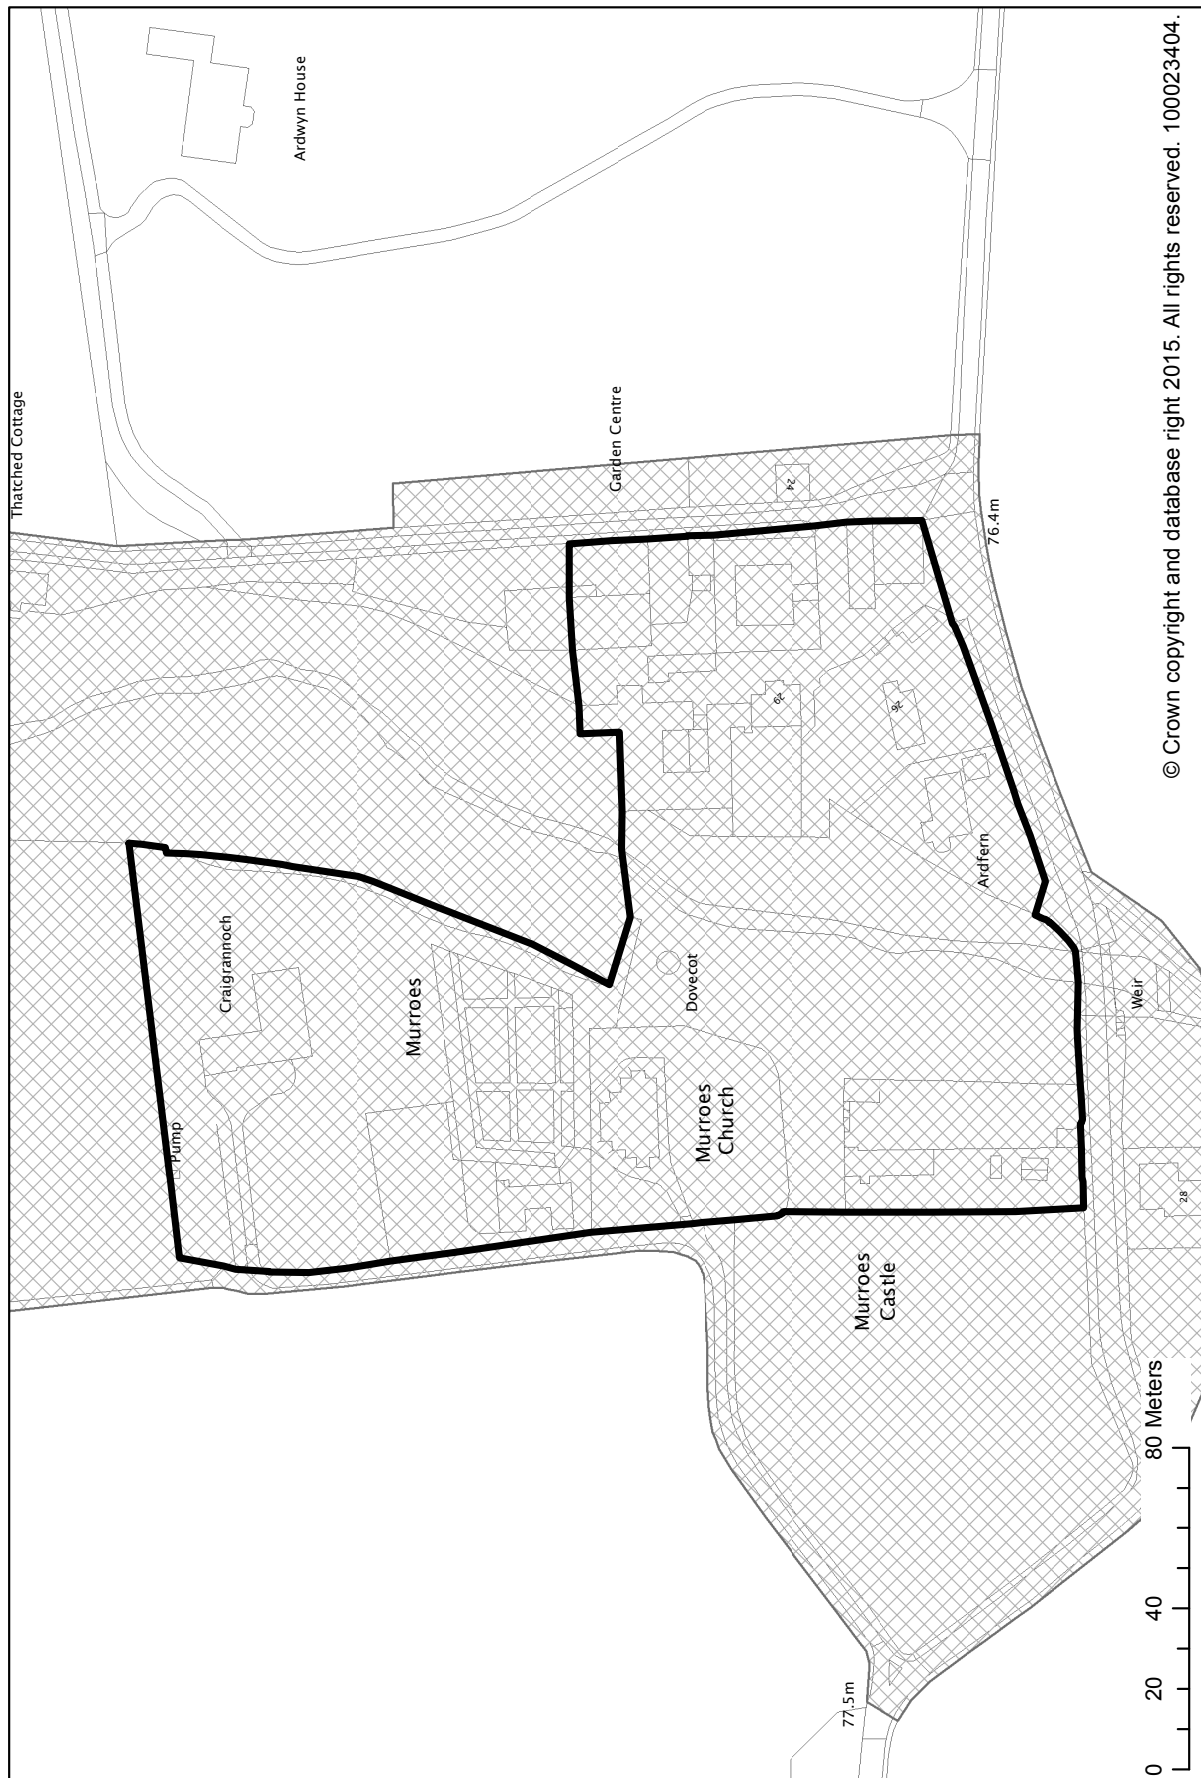 Thatched Cottage
Ardwyn House
Garden Centre
24
76.4m
Craigrannoch
Pump
Murroes
Dovecot
Murroes
Church
29
26
Ardfern
Weir
28
Murroes
Castle
77.5m
0 20 40 80 Meters
© Crown copyright and database right 2015. All rights reserved. 100023404.